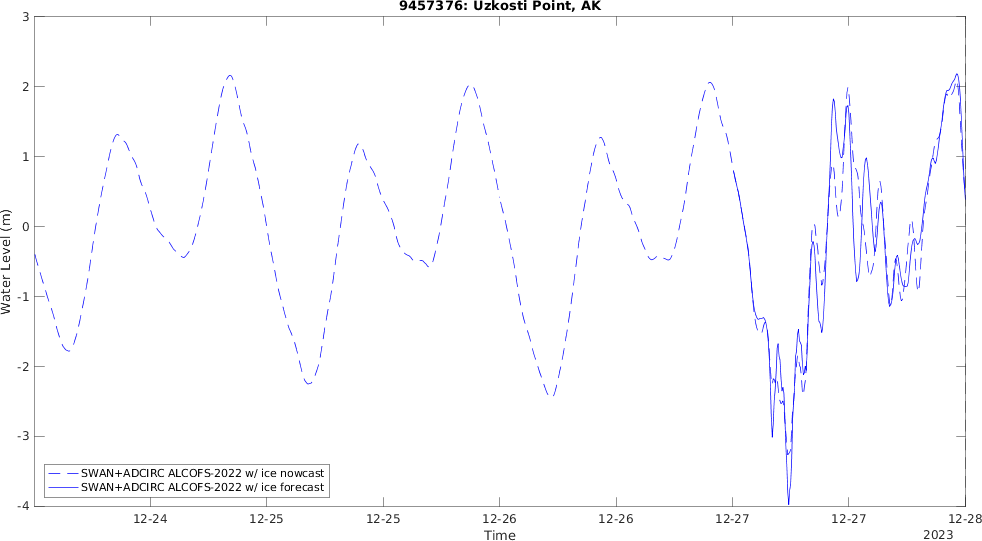 9457376: Uzkosti Point, AK
3
2
1
0
-1
-2
-3
-4
Water Level (m)
SWAN+ADCIRC ALCOFS-2022 w/ ice nowcast
SWAN+ADCIRC ALCOFS-2022 w/ ice forecast
12-24 12-25 12-25 12-26 12-26 12-27 12-27 12-28
Time
2023